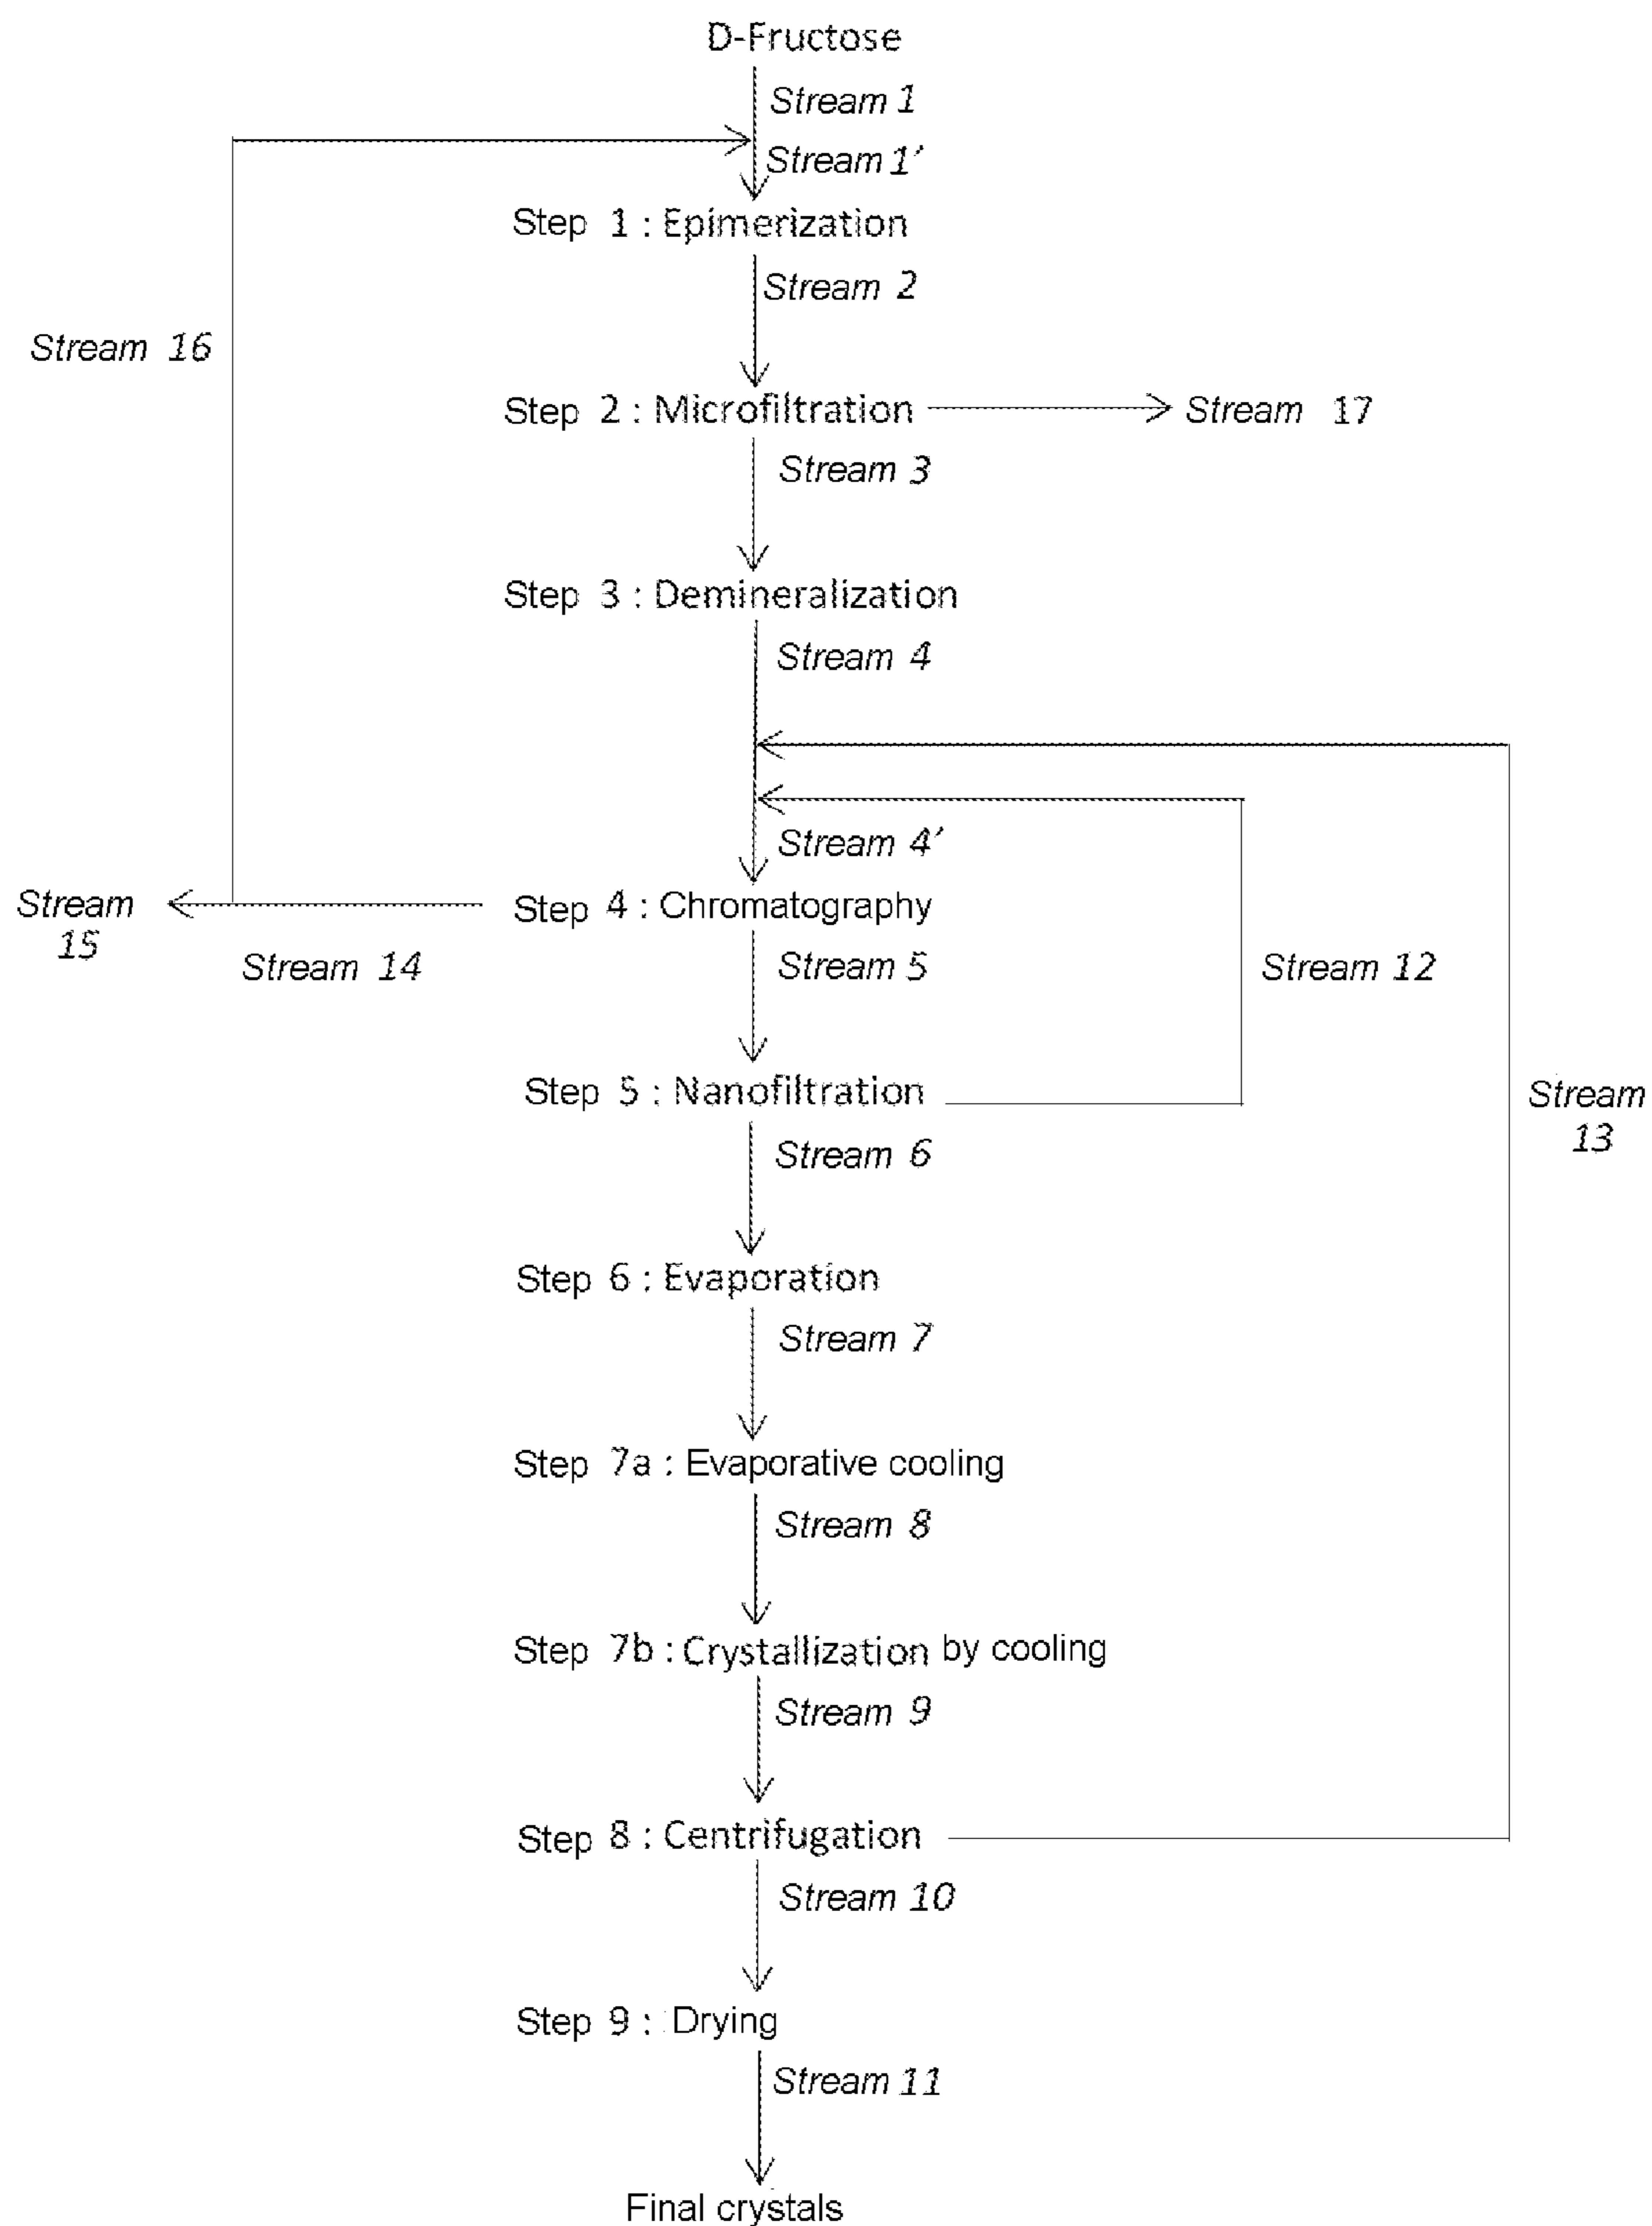 D-Fructose
Stream 1
Stream 1′
Step 1 : Epimerization
Stream 2
Stream 16
Step 2 : Microfiltration
Stream 17
Stream 3
Step 3 : Demineralization
Stream 4
Stream 4′
Stream
15
Step 4 : Chromatography
Stream 14
Stream 5
Stream 12
Step 5 : Nanofiltration
Stream
13
Stream 6
Step 6 : Evaporation
Stream 7
Step 7a : Evaporative cooling
Stream 8
Step 7b : Crystallization by cooling
Stream 9
Step 8 : Centrifugation
Stream 10
Step 9 : Drying
Stream 11
Final crystals